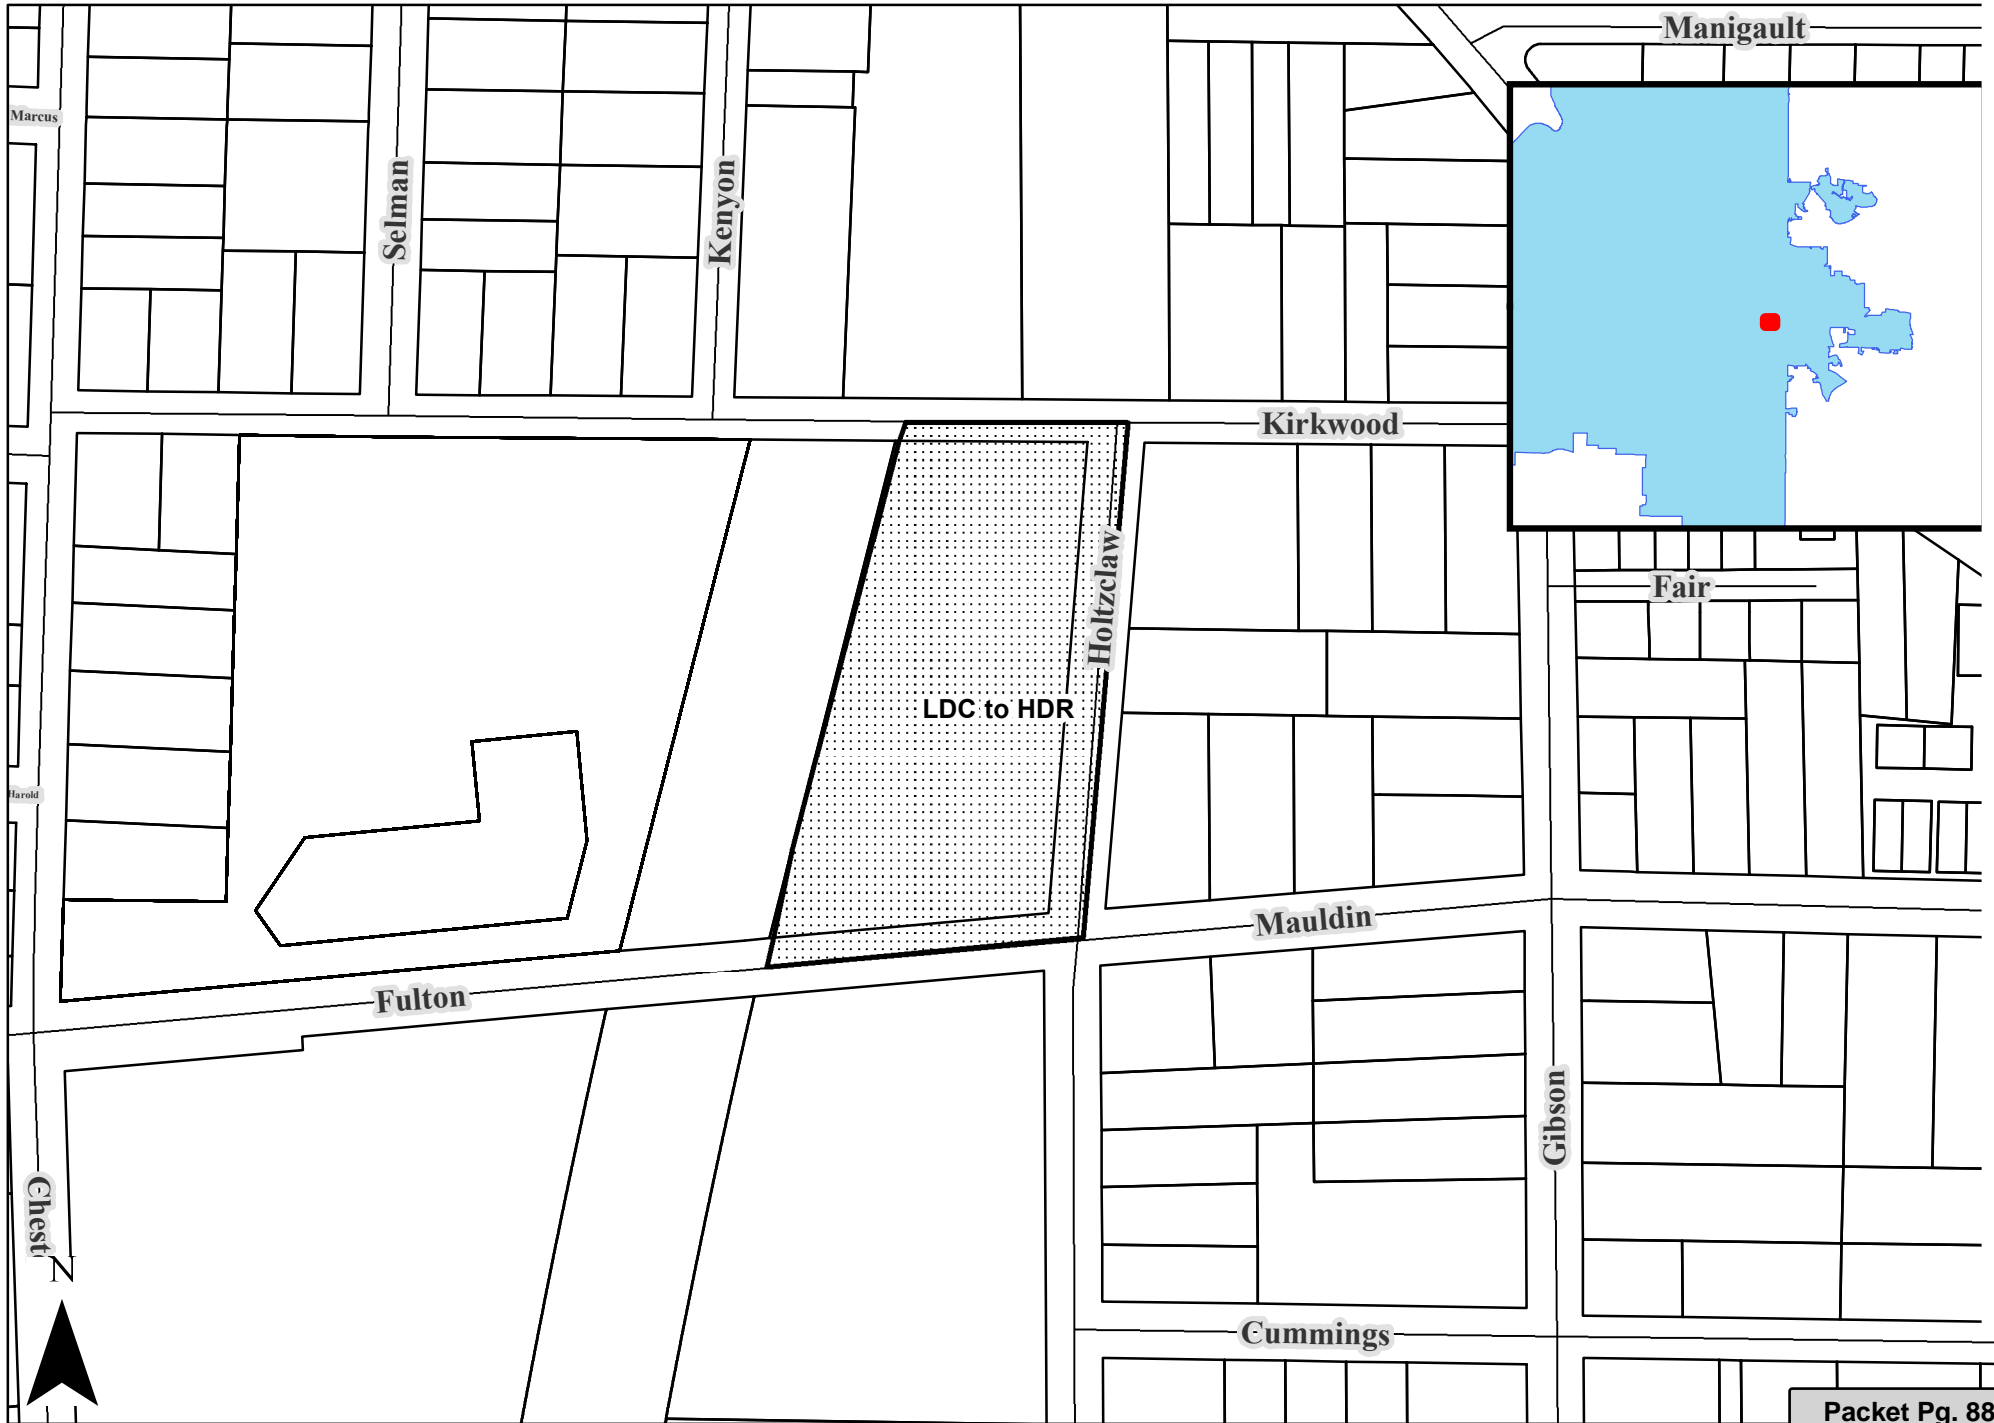 Manigault
Marcus
Selman
Kenyon
Kirkwood
Holtzclaw
Fair
LDC to HDR
Harold
Mauldin
Fulton
Gibson
Chest
N
Cummings
Packet Pg. 88